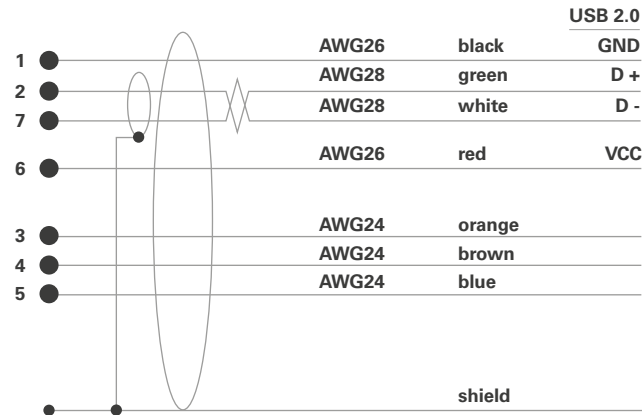 USB 2.0
1 AWG26 black GND
2 AWG28 green D +
7 AWG28 white D -
6 AWG26 red VCC
3 AWG24 orange
4 AWG24 brown
5 AWG24 blue
shield